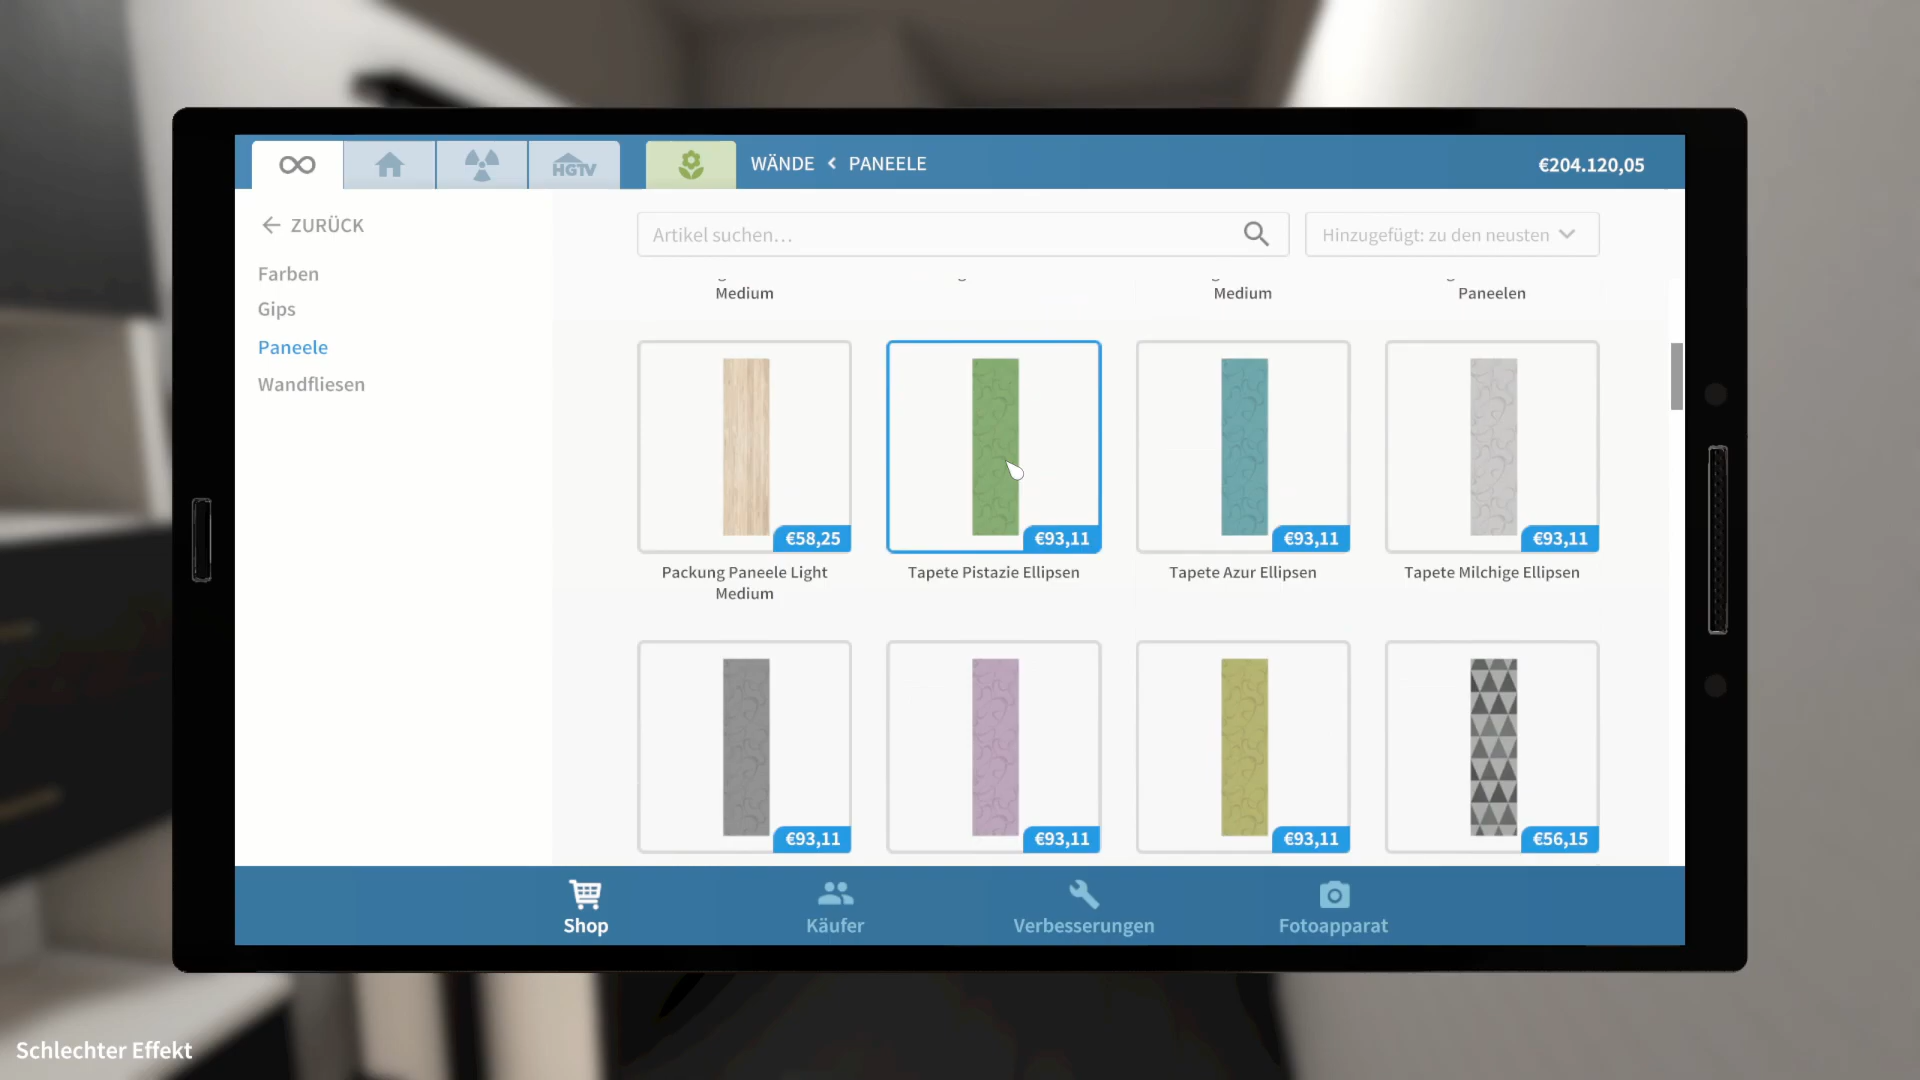 HGTV
WÄNDE < PANEELE
€204.120,05
ZURÜCK
Artikel suchen...
Hinzugefügt: zu den neusten
Farben
Gips
Paneele
Wandfliesen
Medium
Medium
Paneelen
€58,25
€93,11
€93,11
€93,11
Packung Paneele Light
Medium
Tapete Pistazie Ellipsen
Tapete Azur Ellipsen
Tapete Milchige Ellipsen
€93,11
€93,11
€93,11
€56,15
Shop
Käufer
Verbesserungen
Fotoapparat
Schlechter Effekt